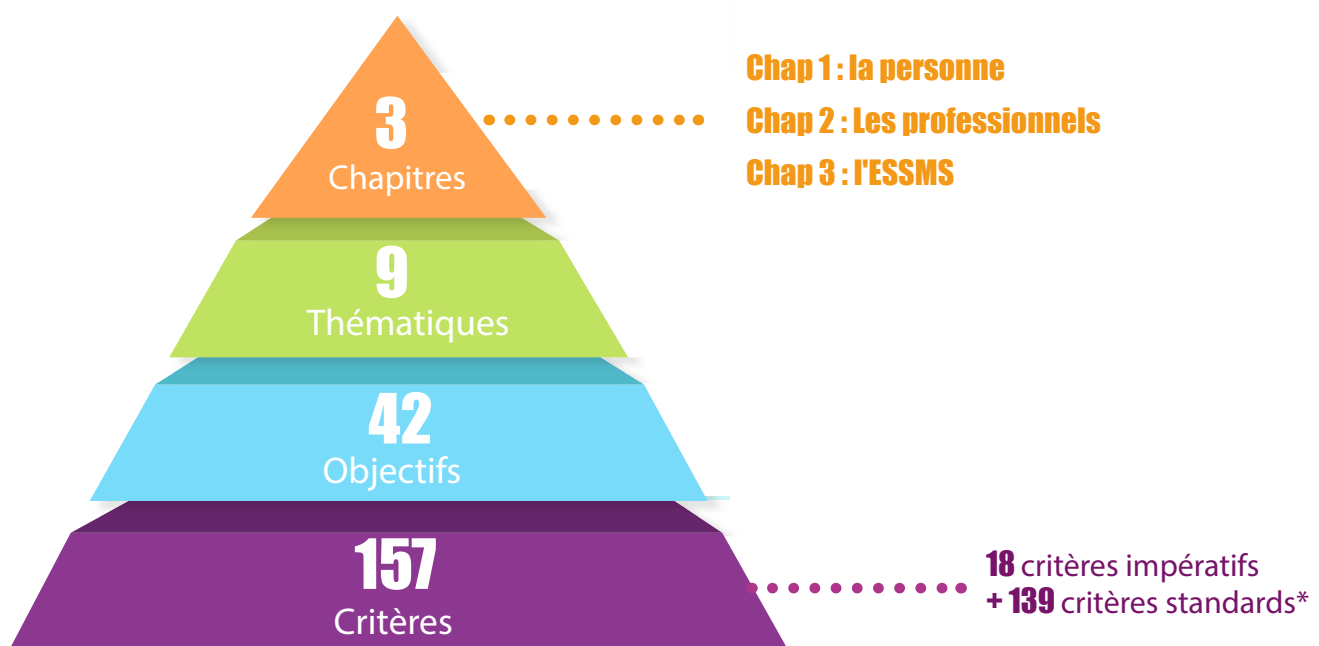 3
Chapitres
Chap 1 : la personne
Chap 2 : Les professionnels
Chap 3 : l'ESSMS
9
Thématiques
42
Objectifs
157
Critères
18 critères impératifs
+ 139 critères standards*